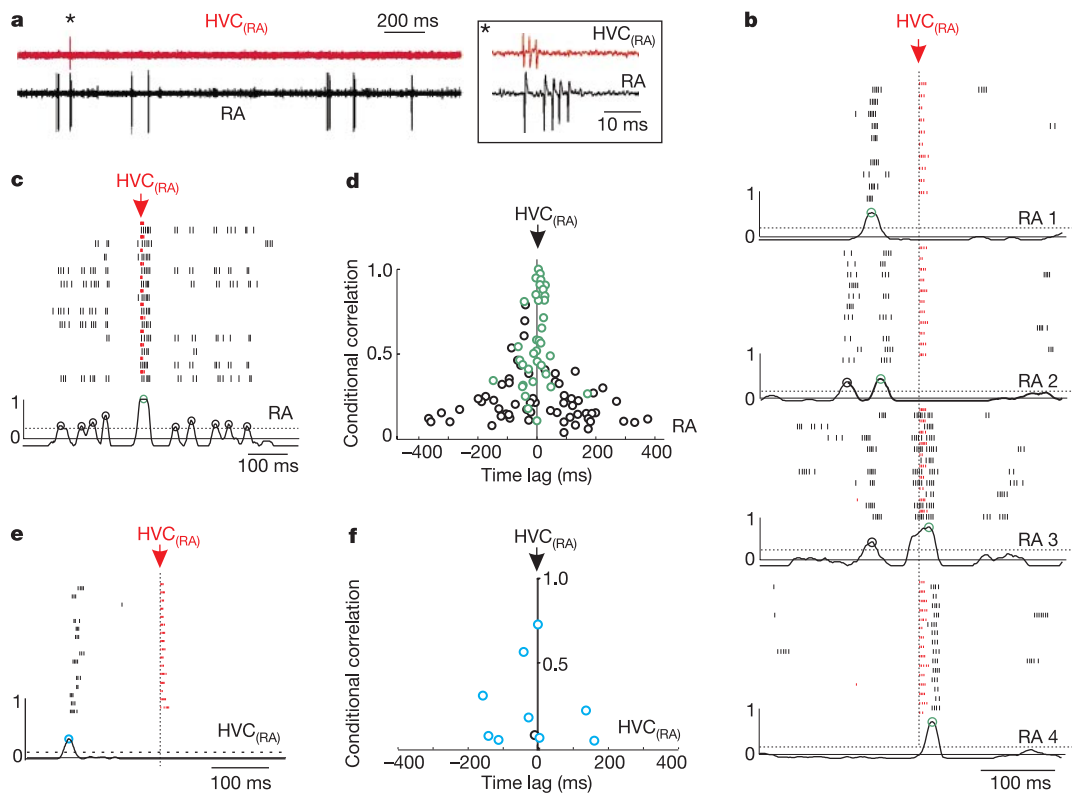 a
*
HVC(RA)
200 ms
RA
*
HVC(RA)
RA
10 ms
b
HVC(RA)
1
0
RA 1
1
0
RA 2
1
0
RA 3
1
0
RA 4
100 ms
c
HVC(RA)
1
0
RA
100 ms
d
HVC(RA)
Conditional correlation
1.0
0.5
0
RA
−400 −200 0 200 400
Time lag (ms)
e
HVC(RA)
1
0
HVC(RA)
100 ms
f
HVC(RA)
Conditional correlation
1.0
0.5
0
HVC(RA)
−400 −200 0 200 400
Time lag (ms)